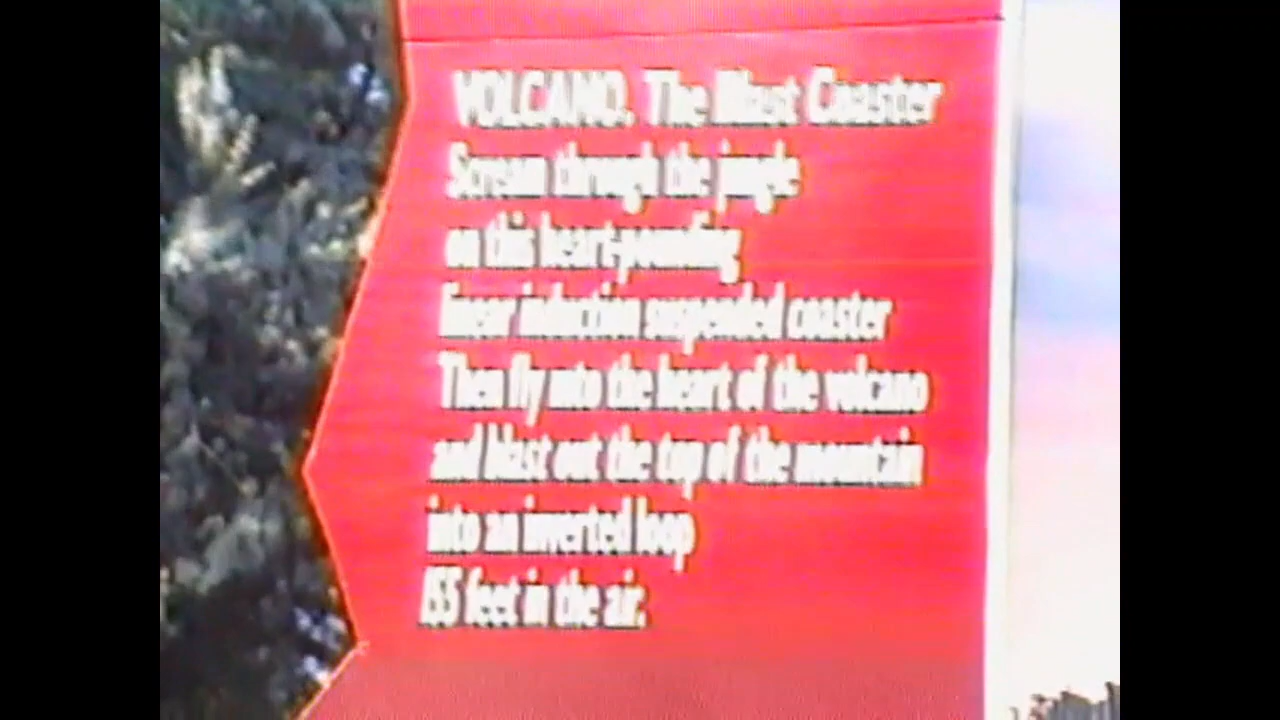 VOLCANO. The Blast Coaster
Scream through the jungle
on this heart-pounding
linear induction suspended coaster
Then fly into the heart of the volcano
and blast out the top of the mountain
into an inverted loop
155 feet in the air.